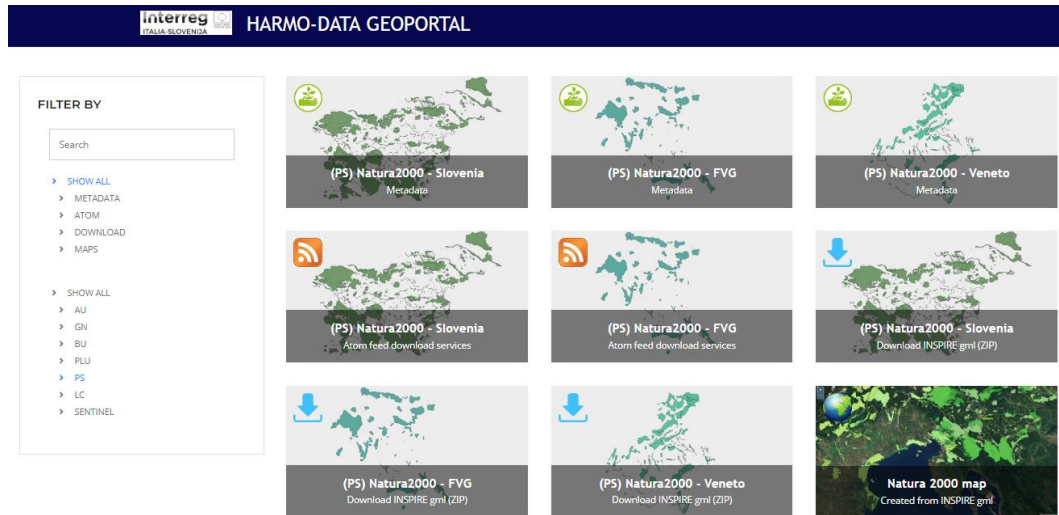 Interreg
ITALIA-SLOVENIJA
HARMO-DATA GEOPORTAL
FILTER BY
Search
SHOW ALL
METADATA
ATOM
DOWNLOAD
MAPS
SHOW ALL
AU
GN
BU
PLU
PS
LC
SENTINEL
(PS) Natura2000 - Slovenia
Metadata
(PS) Natura2000 - FVG
Metadata
(PS) Natura2000 - Veneto
Metadata
(PS) Natura2000 - Slovenia
Atom feed download services
(PS) Natura2000 - FVG
Atom feed download services
(PS) Natura2000 - Slovenia
Download INSPIRE gml (ZIP)
(PS) Natura2000 - FVG
Download INSPIRE gml (ZIP)
(PS) Natura2000 - Veneto
Download INSPIRE gml (ZIP)
Natura 2000 map
Created from INSPIRE gml